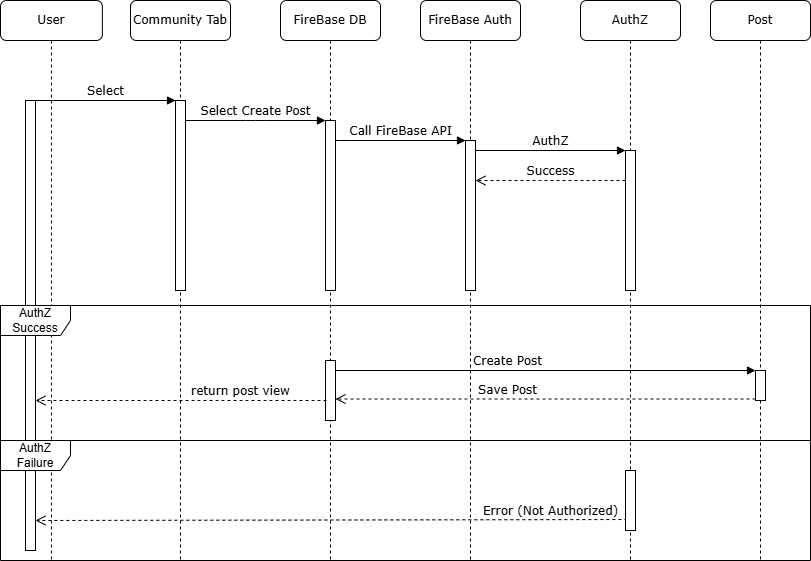 User
Community Tab
FireBase DB
FireBase Auth
AuthZ
Post
Select
Select Create Post
Call FireBase API
AuthZ
Success
AuthZ
Success
Create Post
return post view
Save Post
AuthZ
Failure
Error (Not Authorized)